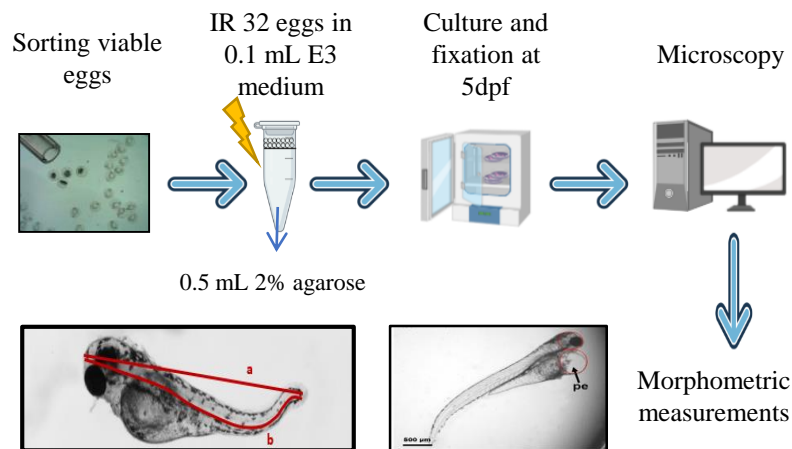 Sorting viable
eggs
IR 32 eggs in
0.1 mL E3
medium
Culture and
fixation at
5dpf
Microscopy
0.5 mL 2% agarose
a
b
pe
500 µm
Morphometric
measurements